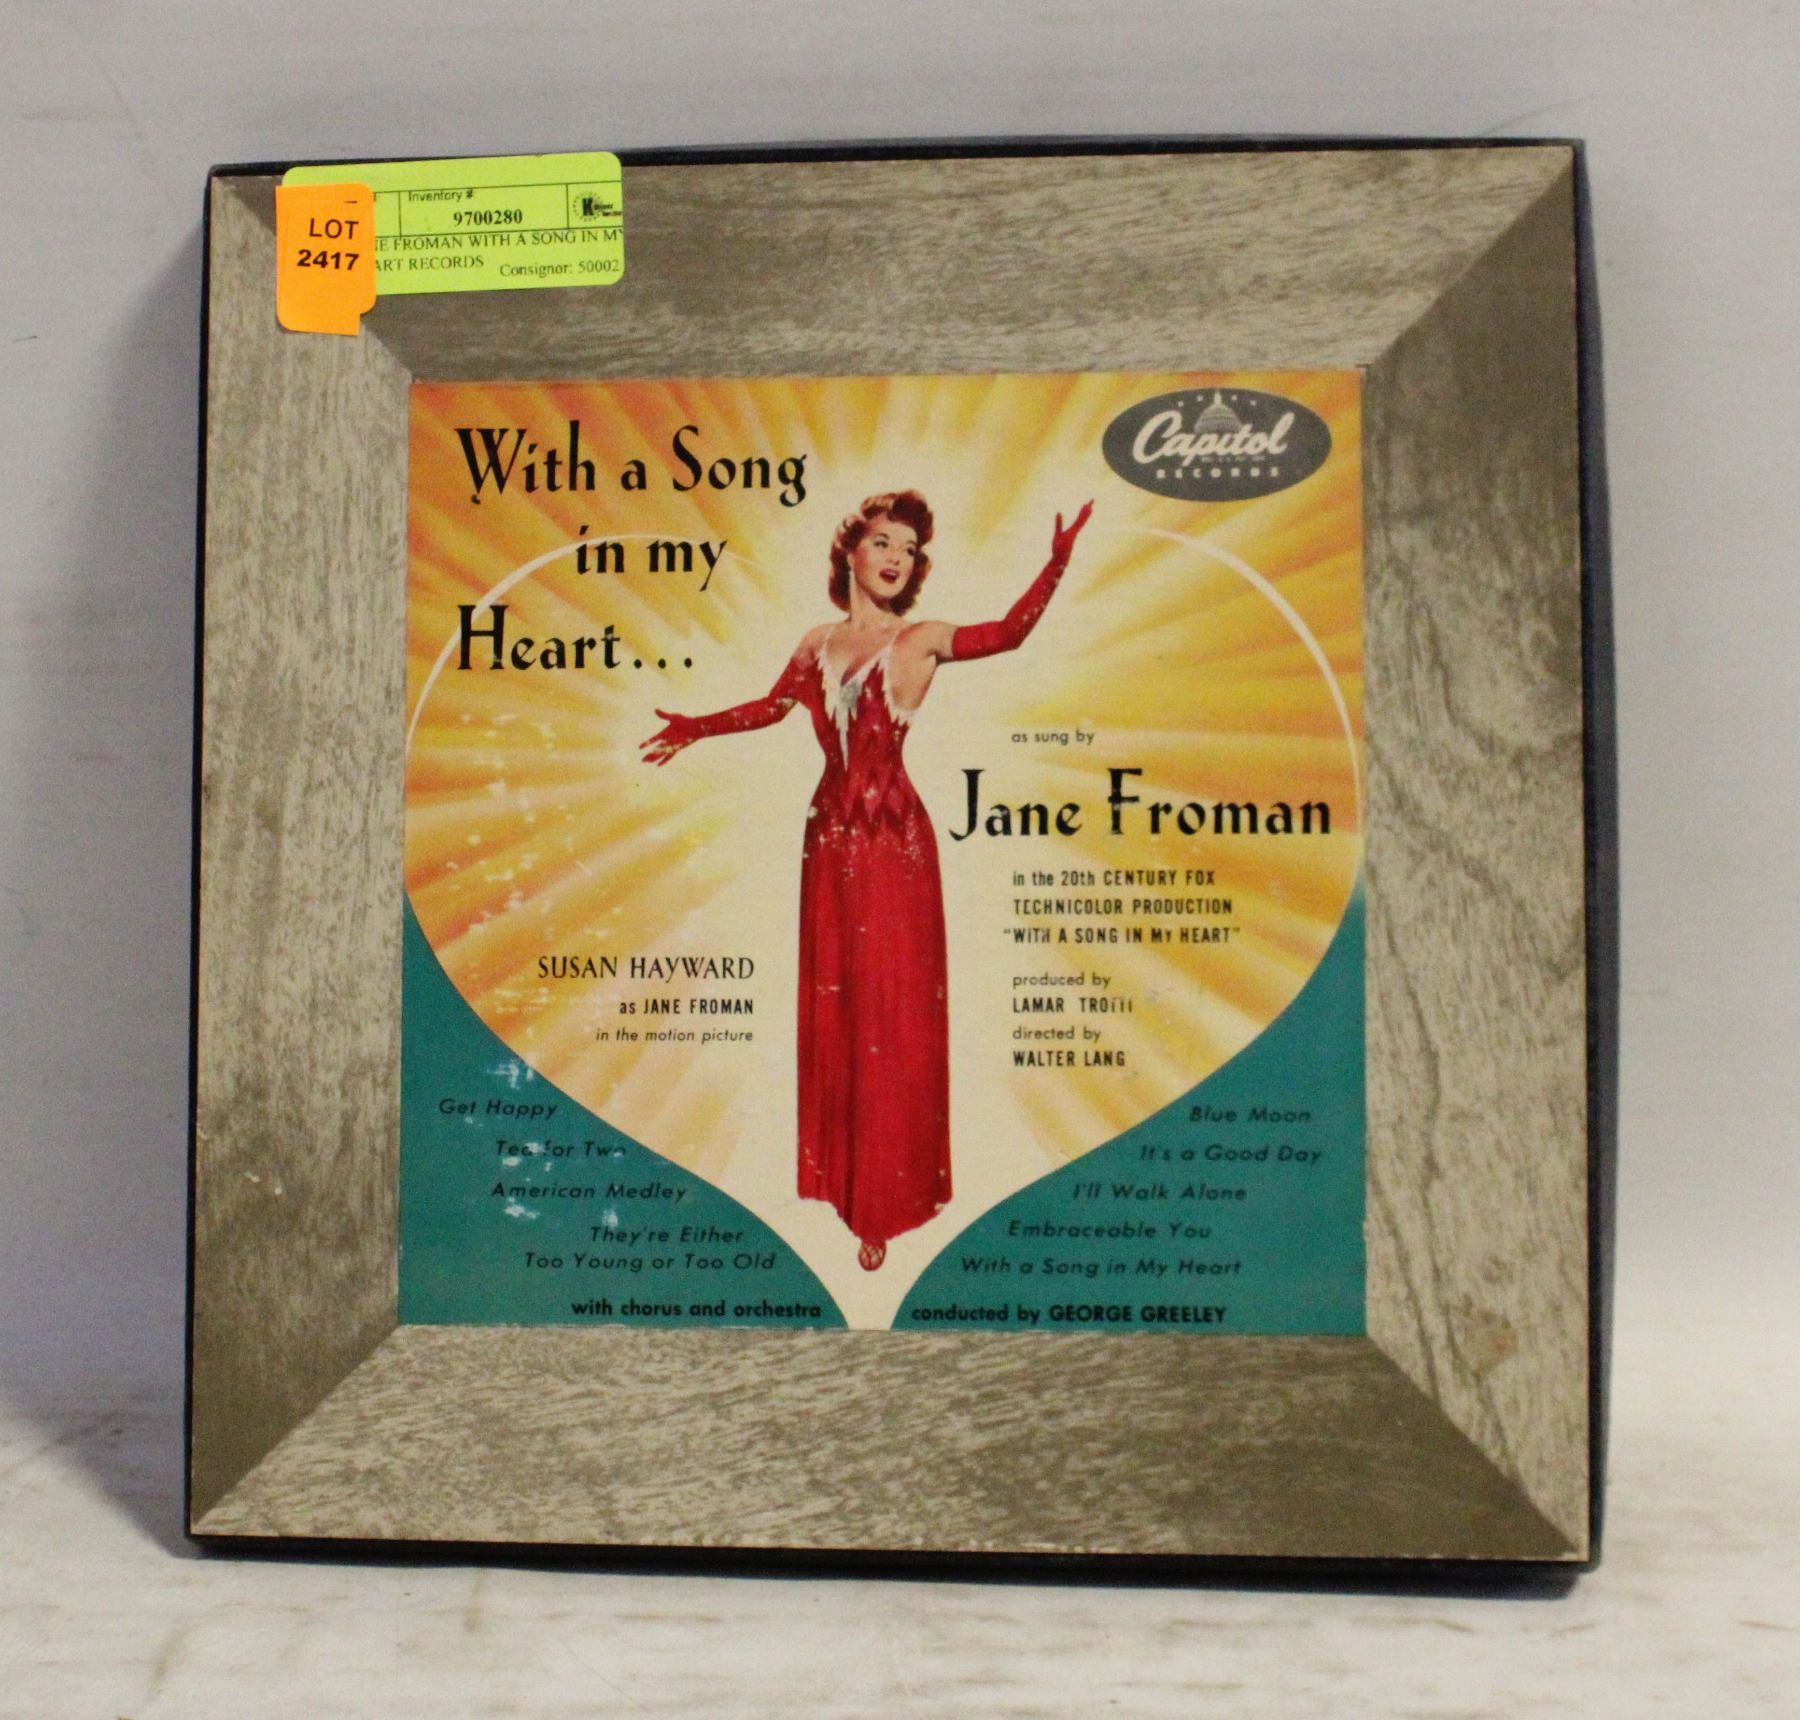 Inventory #
9700280
FROMAN WITH A SONG IN MY
RECORDS Consignor: 50002
LOT
2417
With a Song
in my
Heart...
Capitol
RECORDS
as sung by
Jane Froman
in the 20th CENTURY FOX
TECHNICOLOR PRODUCTION
"WITH A SONG IN MY HEART"
produced by
LAMAR TROTTI
directed by
WALTER LANG
SUSAN HAYWARD
as JANE FROMAN
in the motion picture
Get Happy
Tea for Two
American Medley
They're Either
Too Young or Too Old
with chorus and orchestra
Blue Moon
It's a Good Day
I'll Walk Alone
Embraceable You
With a Song in My Heart
conducted by GEORGE GREELEY